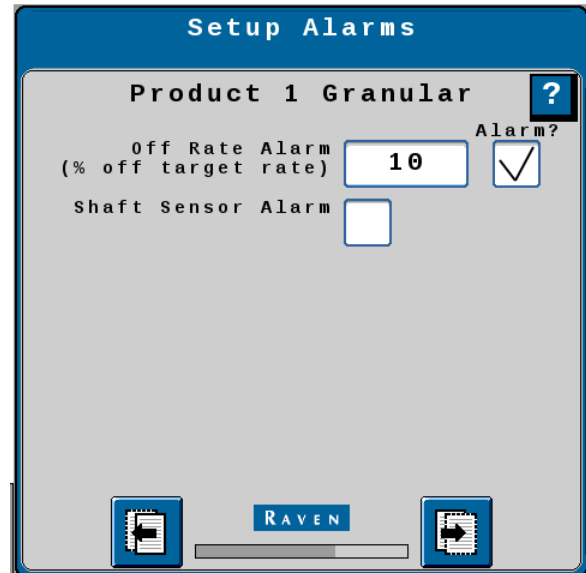 Setup Alarms
Product 1 Granular
?
Alarm?
Off Rate Alarm
(% off target rate)
10
Shaft Sensor Alarm
RAVEN